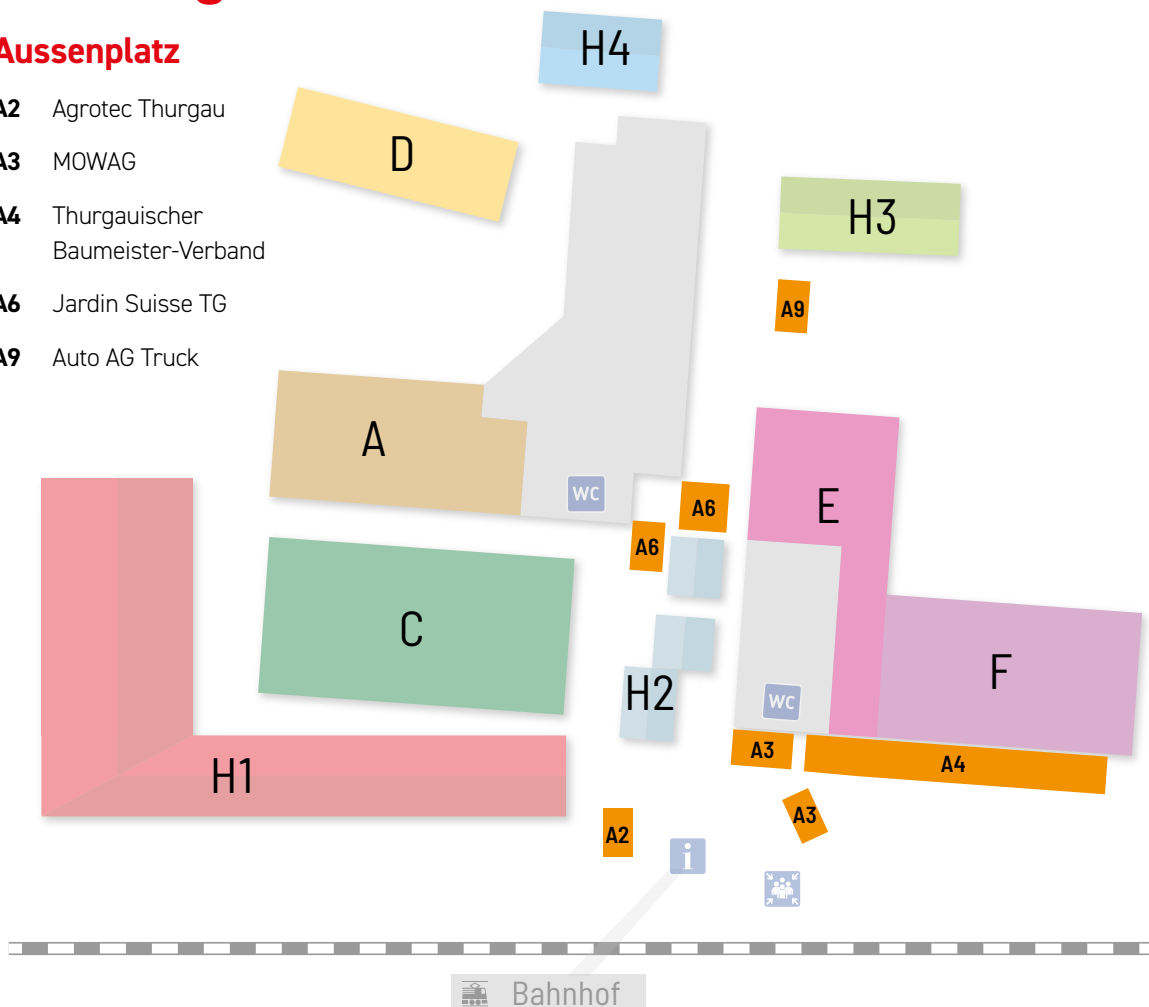 Aussenplatz
A2 Agrotec Thurgau
A3 MOWAG
A4 Thurgauischer
Baumeister-Verband
A6 Jardin Suisse TG
A9 Auto AG Truck
H4
D
H3
A9
A
WC
A6
E
A6
C
F
H2
WC
A3
A4
H1
A3
A2
i
Bahnhof